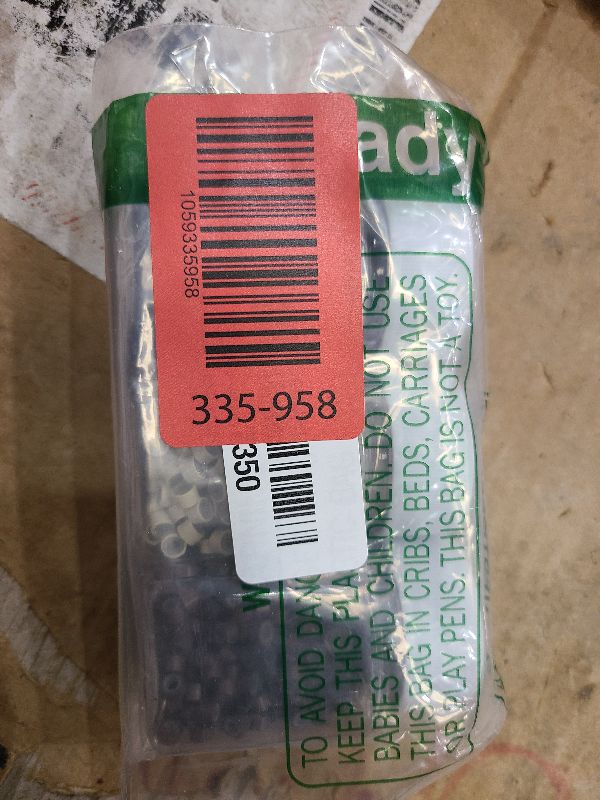 ady
1059335958
335-958
350
TO AVOID DANG
KEEP THIS PLA
BABIES AND CHILDREN. DO NOT USE
THIS BAG IN CRIBS, BEDS, CARRIAGES
OR PLAY PENS. THIS BAG IS NOT A TOY.